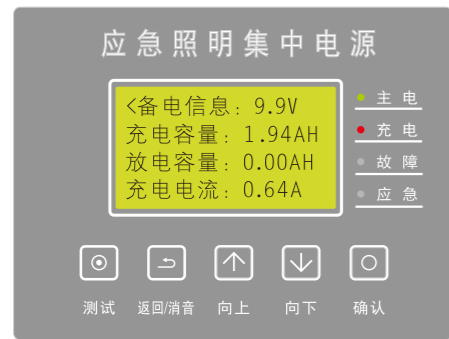 应急照明集中电源
<备电信息: 9.9V
充电容量: 1.94AH
放电容量: 0.00AH
充电电流: 0.64A
主电
充电
故障
应急
测试 返回/消音 向上 向下 确认